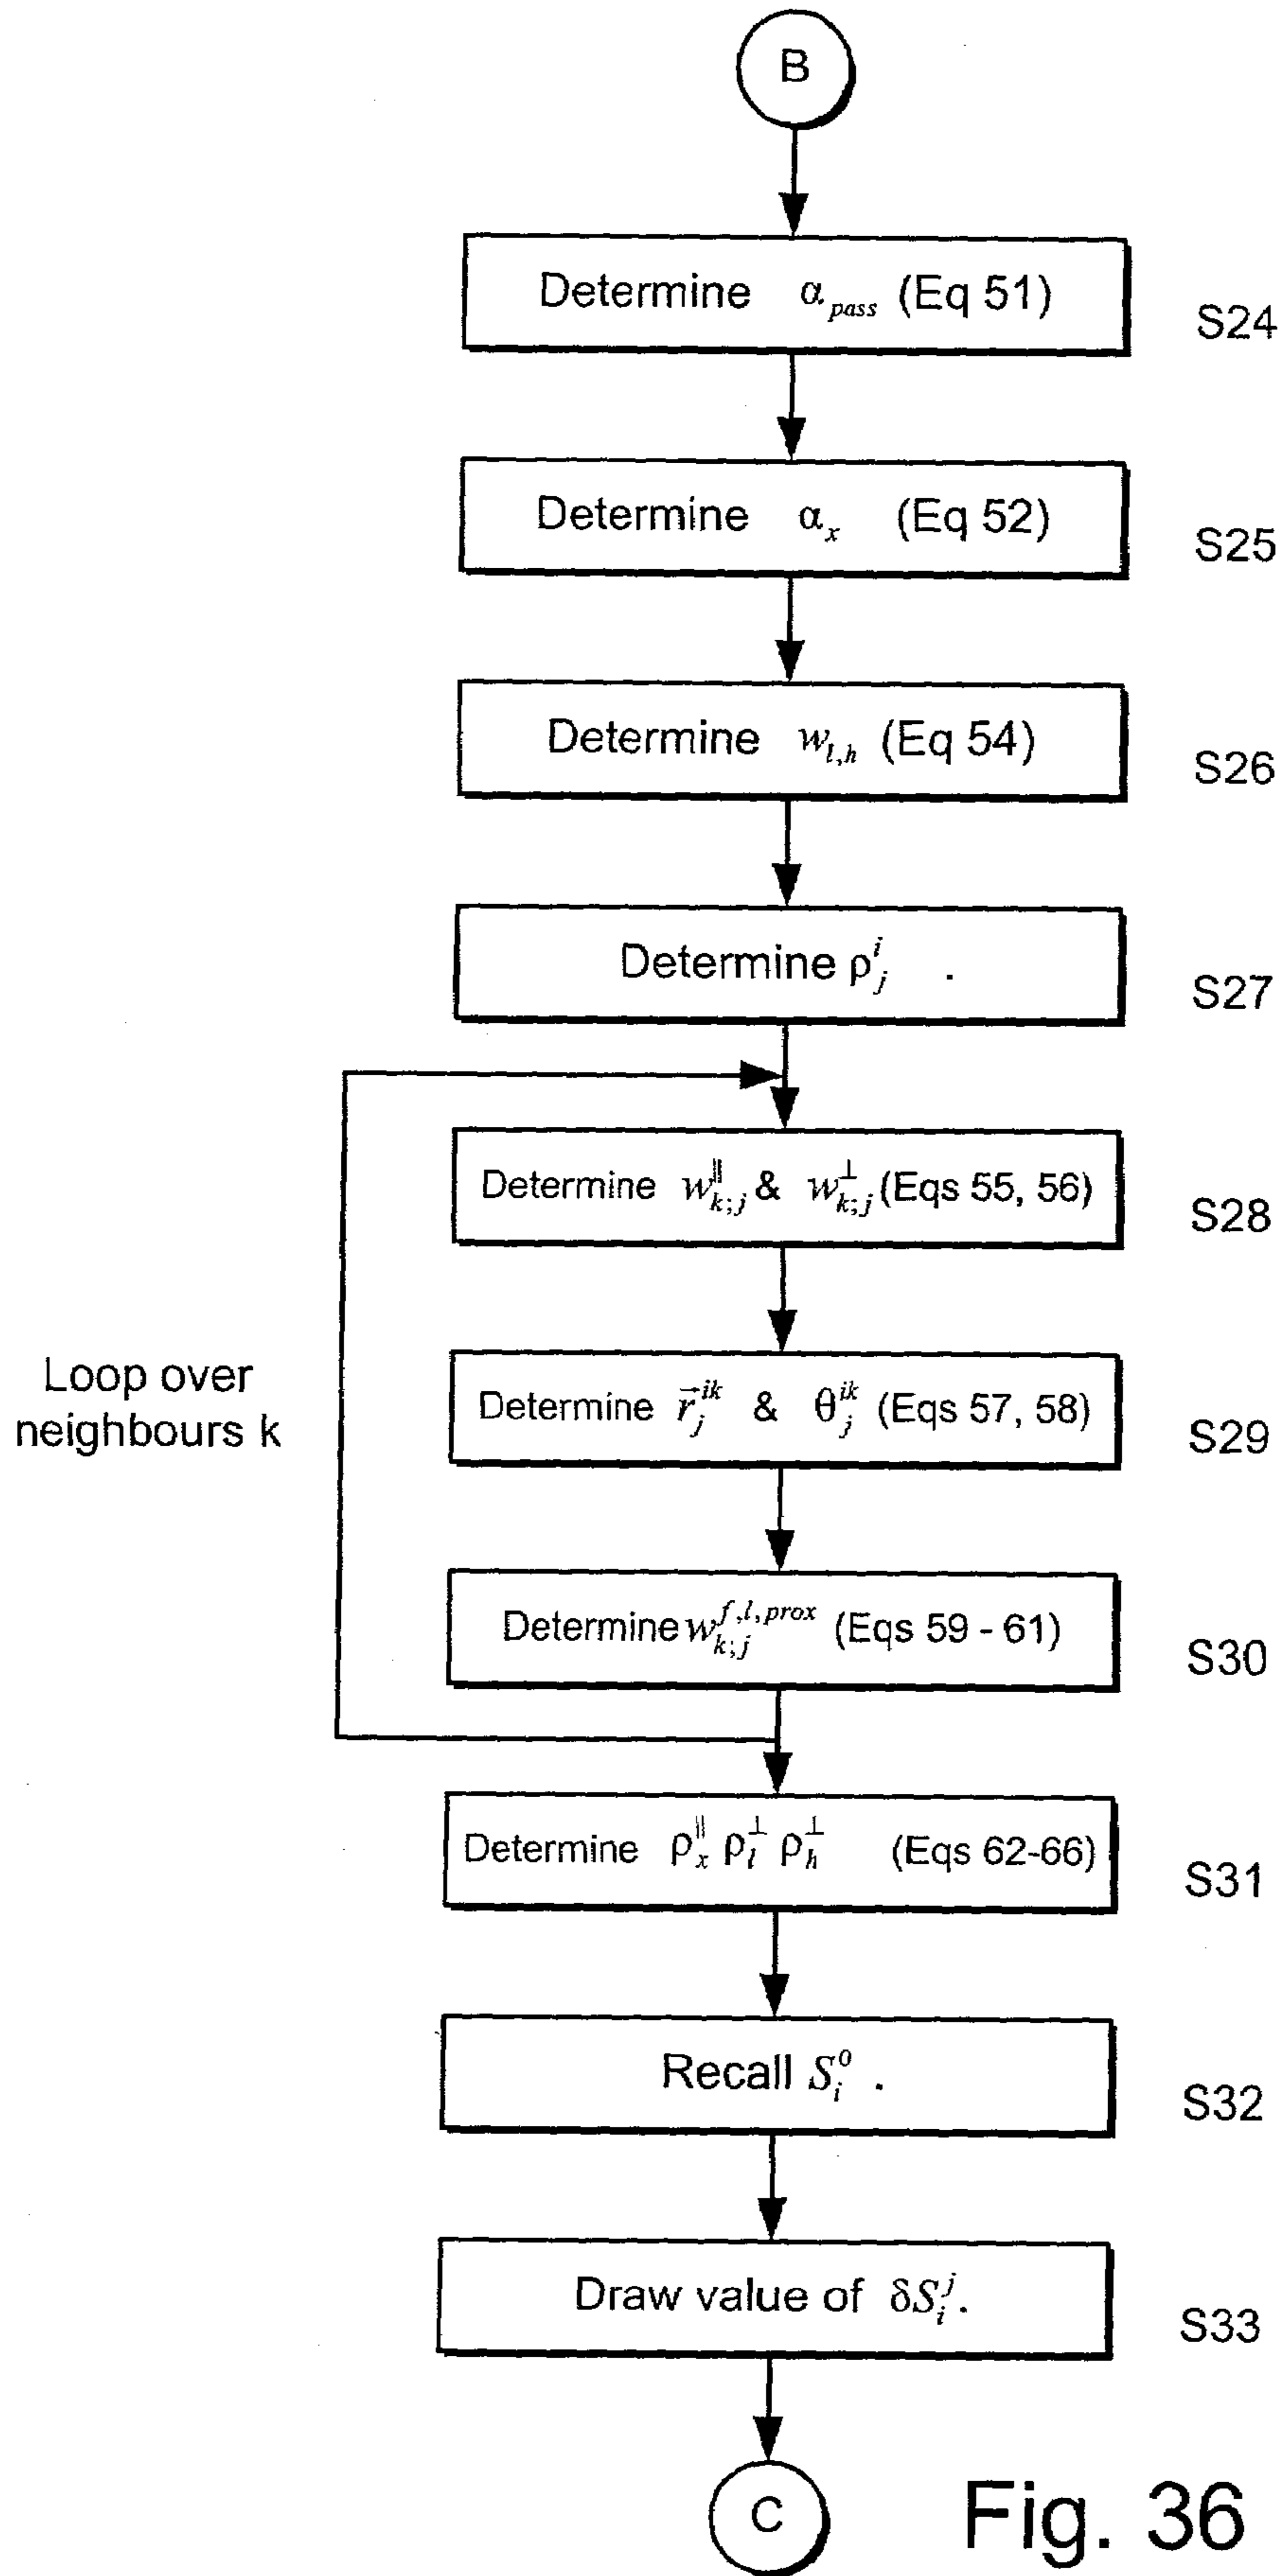 B
Determine α_pass (Eq 51)
S24
Determine α_x (Eq 52)
S25
Determine w_l,h (Eq 54)
S26
Determine ρ^i_j .
S27
Determine w^∥_k;j & w^⊥_k;j (Eqs 55, 56)
S28
Loop over
neighbours k
Determine r⃗^ik_j & θ^ik_j (Eqs 57, 58)
S29
Determine w^f,l,prox_k;j (Eqs 59 - 61)
S30
Determine ρ^∥_x ρ^⊥_l ρ^⊥_h (Eqs 62-66)
S31
Recall S^0_i .
S32
Draw value of δS^j_i.
S33
C
Fig. 36